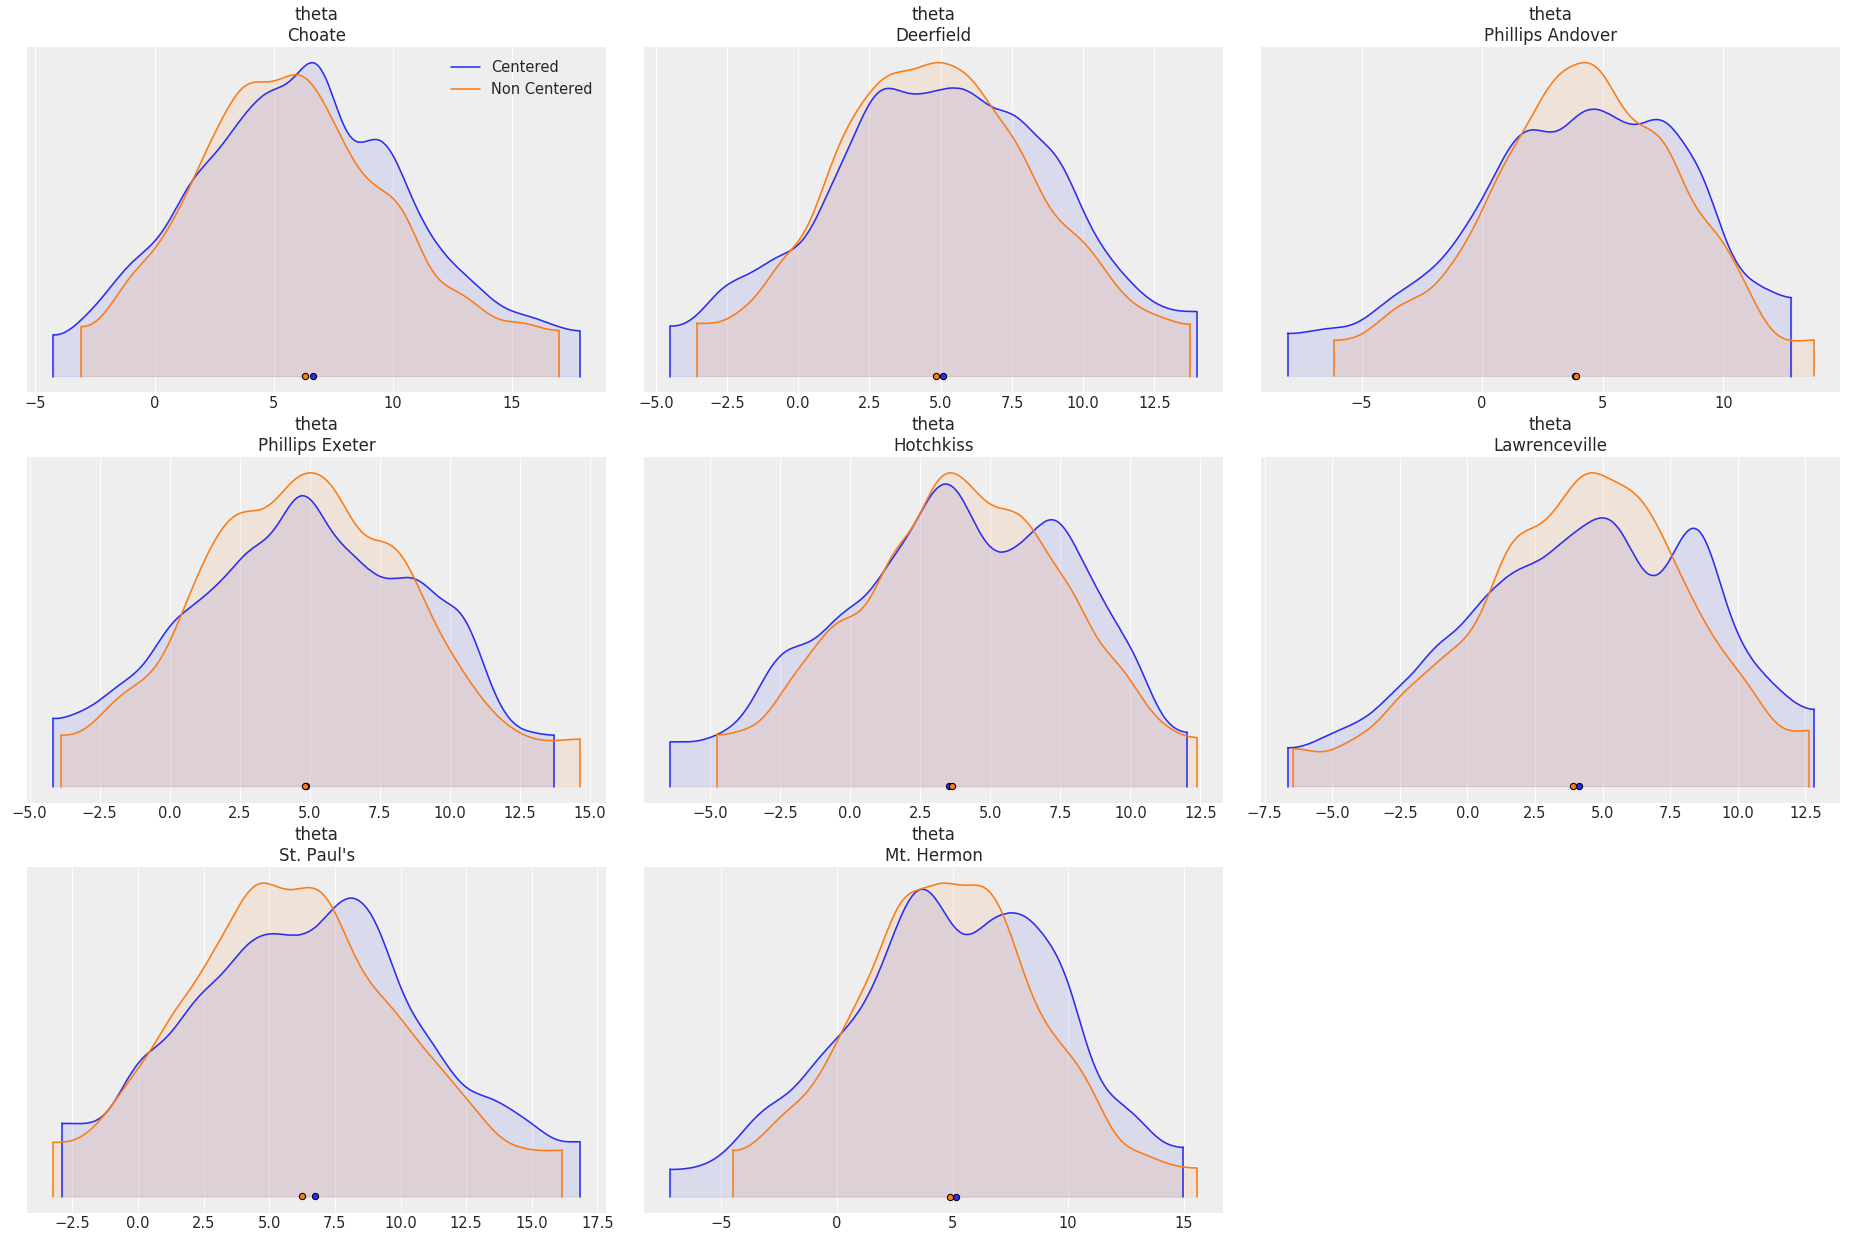 theta
Choate
Centered
Non Centered
−5 0 5 10 15
theta
Deerfield
−5.0 −2.5 0.0 2.5 5.0 7.5 10.0 12.5
theta
Phillips Andover
−5 0 5 10
theta
Phillips Exeter
−5.0 −2.5 0.0 2.5 5.0 7.5 10.0 12.5 15.0
theta
Hotchkiss
−5.0 −2.5 0.0 2.5 5.0 7.5 10.0 12.5
theta
Lawrenceville
−7.5 −5.0 −2.5 0.0 2.5 5.0 7.5 10.0 12.5
theta
St. Paul's
−2.5 0.0 2.5 5.0 7.5 10.0 12.5 15.0 17.5
theta
Mt. Hermon
−5 0 5 10 15